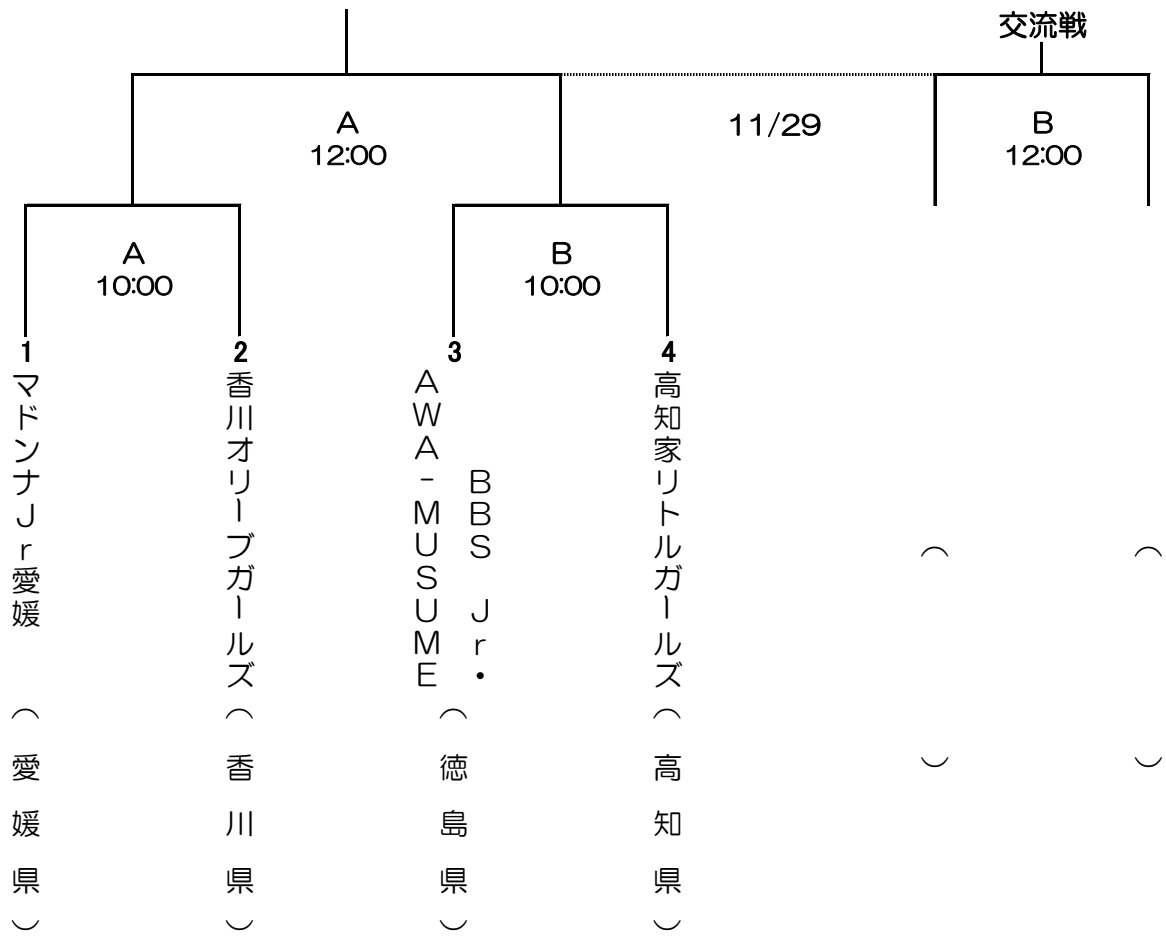 交流戦
A
12:00
11/29
B
12:00
A
10:00
B
10:00
1
マドンナJr愛媛
(愛媛県)
2
香川オリーブガールズ
(香川県)
3
BBS Jr・
AWA-MUSUME
(徳島県)
4
高知家リトルガールズ
(高知県)
( )
( )